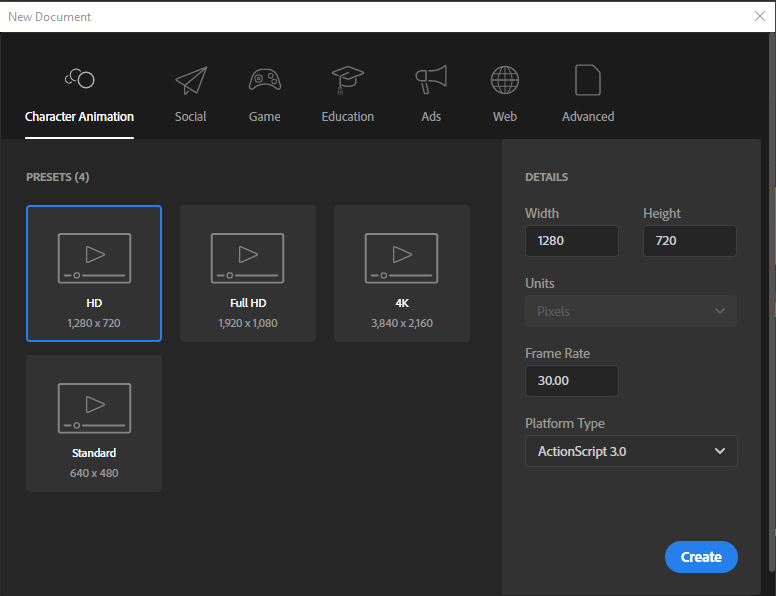 New Document
Character Animation
Social
Game
Education
Ads
Web
Advanced
PRESETS (4)
HD
1,280 x 720
Full HD
1,920 x 1,080
4K
3,840 x 2,160
Standard
640 x 480
DETAILS
Width
Height
1280
720
Units
Pixels
Frame Rate
30.00
Platform Type
ActionScript 3.0
Create